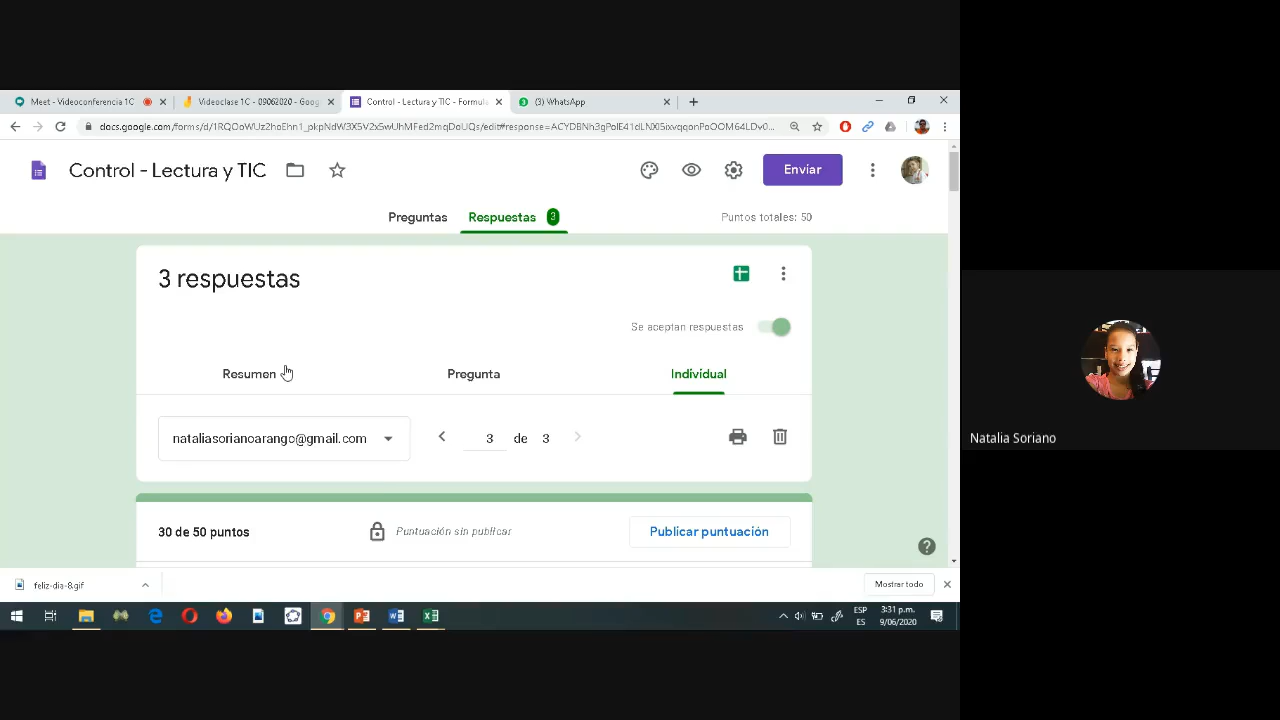 Meet - Videoconferencia 1C
Videoclase 1C - 09062020 - Goog
Control - Lectura y TIC - Formula
(3) WhatsApp
Control - Lectura y TIC
Enviar
Preguntas
Respuestas 3
Puntos totales: 50
3 respuestas
Se aceptan respuestas
Resumen
Pregunta
Individual
nataliasorianoarango@gmail.com
3 de 3
30 de 50 puntos
Puntuación sin publicar
Publicar puntuación
Natalia Soriano
feliz-dia-8.gif
Mostrar todo
ESP
ES
3:31 p.m.
9/06/2020